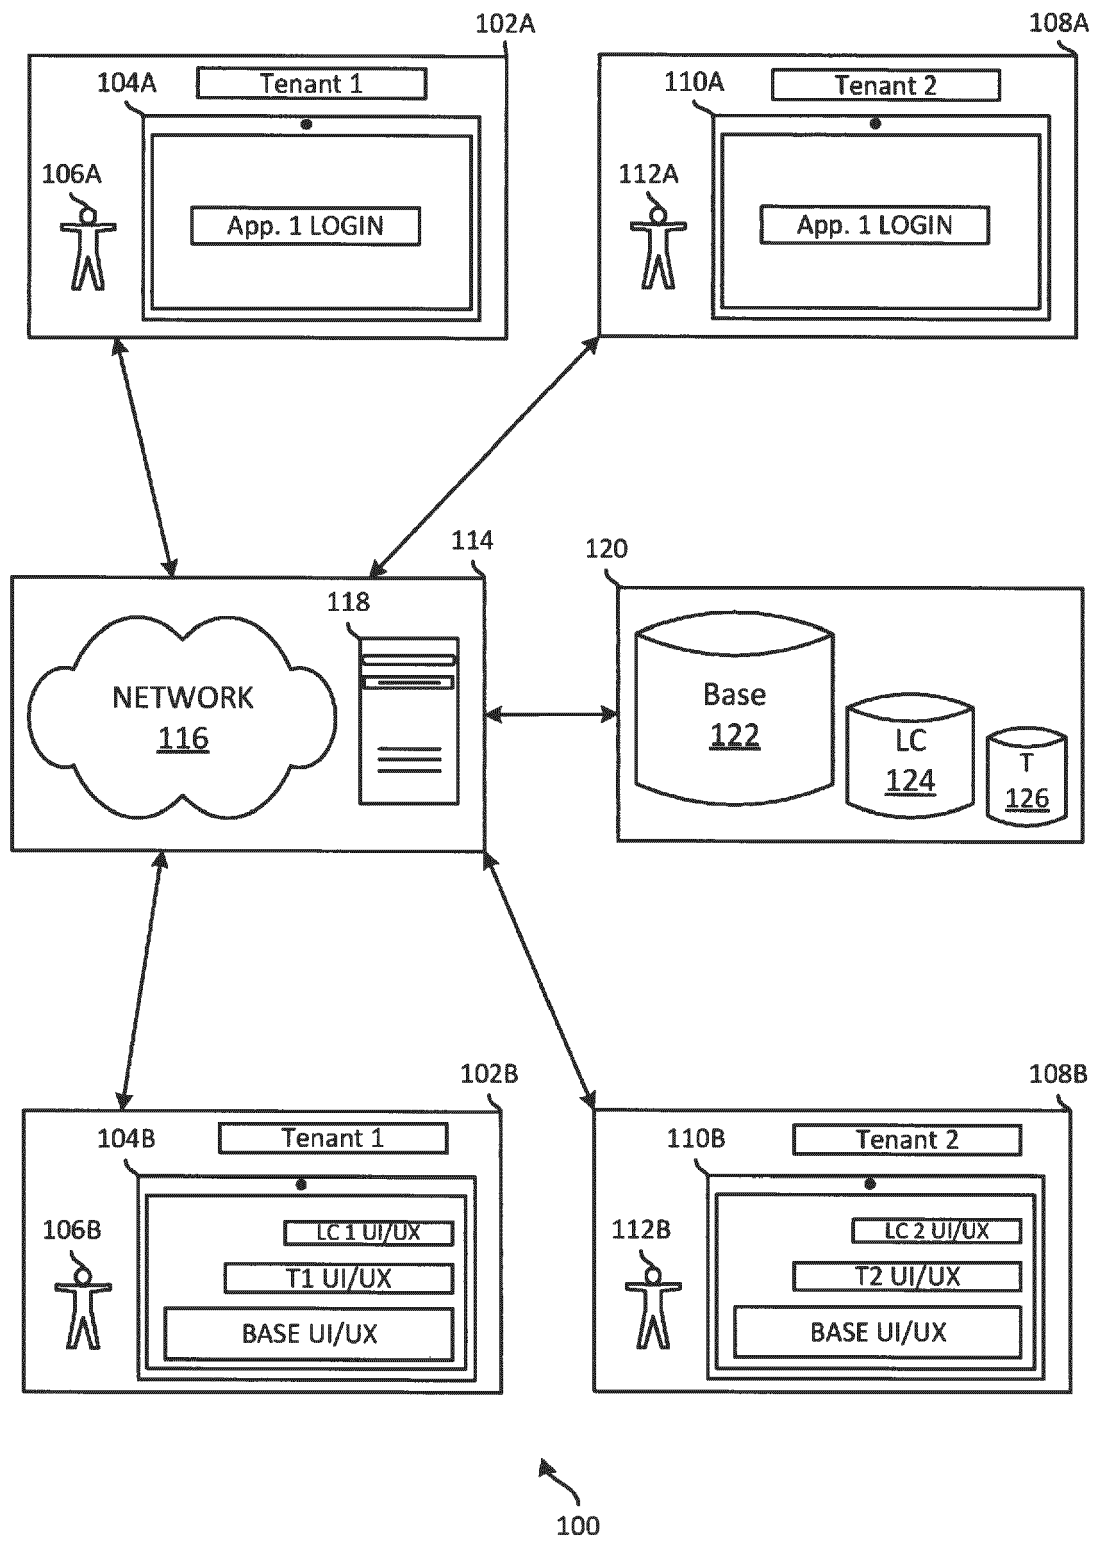 102A
108A
104A
Tenant 1
110A
Tenant 2
106A
112A
App. 1 LOGIN
App. 1 LOGIN
114
120
118
NETWORK
116
Base
122
LC
124
T
126
102B
108B
104B
Tenant 1
110B
Tenant 2
106B
112B
LC 1 UI/UX
T1 UI/UX
BASE UI/UX
LC 2 UI/UX
T2 UI/UX
BASE UI/UX
100